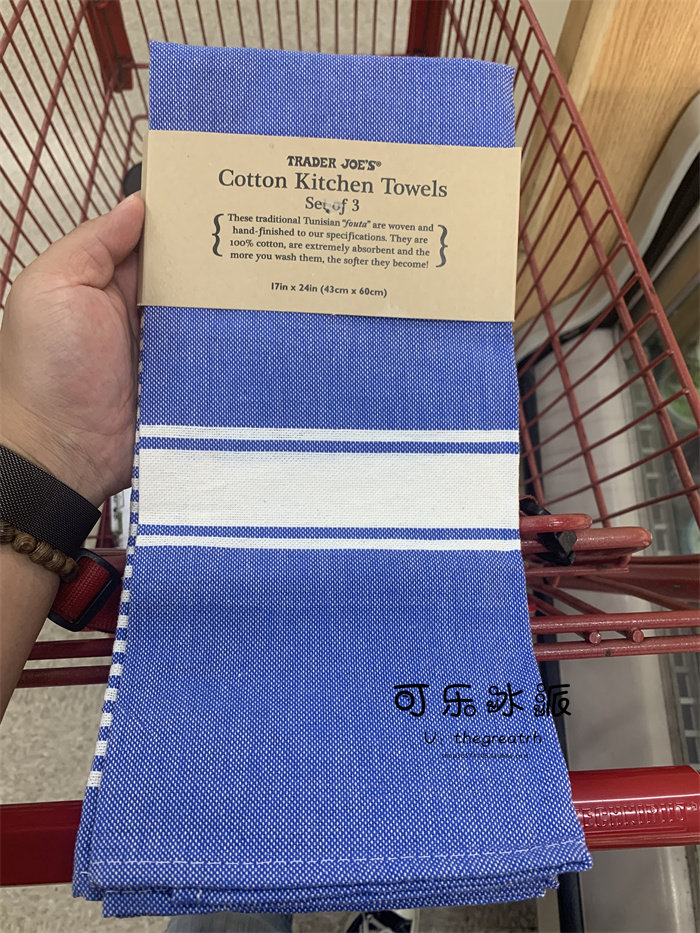 TRADER JOE'S®
Cotton Kitchen Towels
Set of 3
These traditional Tunisian "fouta" are woven and
hand-finished to our specifications. They are
100% cotton, are extremely absorbent and the
more you wash them, the softer they become!
17in x 24in (43cm x 60cm)
可乐冰派
U. thegreatrh